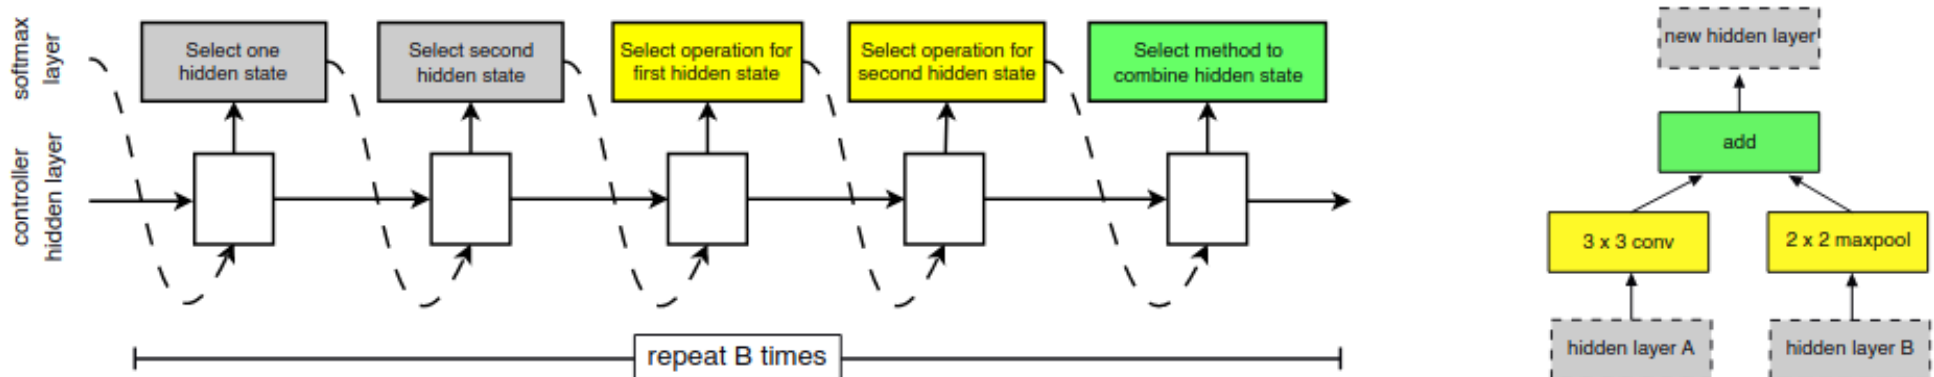 softmax
layer
Select one
hidden state
Select second
hidden state
Select operation for
first hidden state
Select operation for
second hidden state
Select method to
combine hidden state
controller
hidden layer
repeat B times
new hidden layer
add
3 x 3 conv
2 x 2 maxpool
hidden layer A
hidden layer B